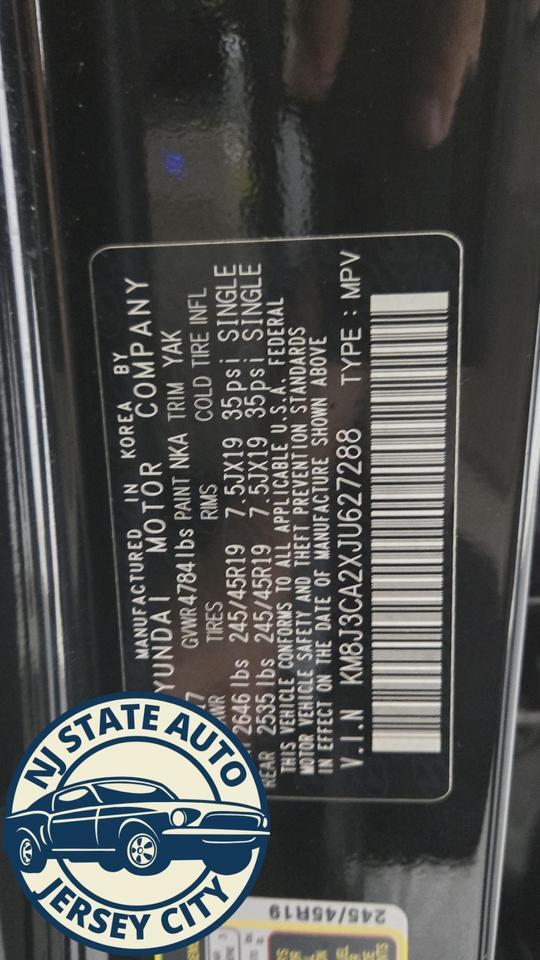 MANUFACTURED IN KOREA BY
YUNDAI MOTOR COMPANY
GVWR 4784 lbs PAINT NKA TRIM YAK
TIRES RIMS COLD TIRE INFL
2646 lbs 245/45R19 7.5JX19 35psi SINGLE
REAR 2535 lbs 245/45R19 7.5JX19 35psi SINGLE
THIS VEHICLE CONFORMS TO ALL APPLICABLE U.S.A. FEDERAL
MOTOR VEHICLE SAFETY AND THEFT PREVENTION STANDARDS
IN EFFECT ON THE DATE OF MANUFACTURE SHOWN ABOVE
V.I.N KM8J3CA2XJU627288 TYPE : MPV
NJ STATE AUTO
JERSEY CITY
245/45R19